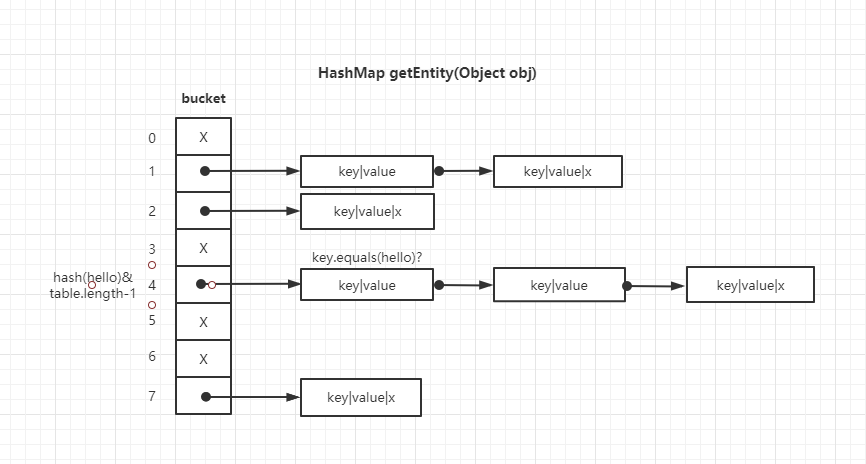 HashMap getEntity(Object obj)
bucket
0
X
1
key|value
key|value|x
2
key|value|x
3
X
key.equals(hello)?
hash(hello)&
table.length-1
4
key|value
key|value
key|value|x
5
X
6
X
7
key|value|x